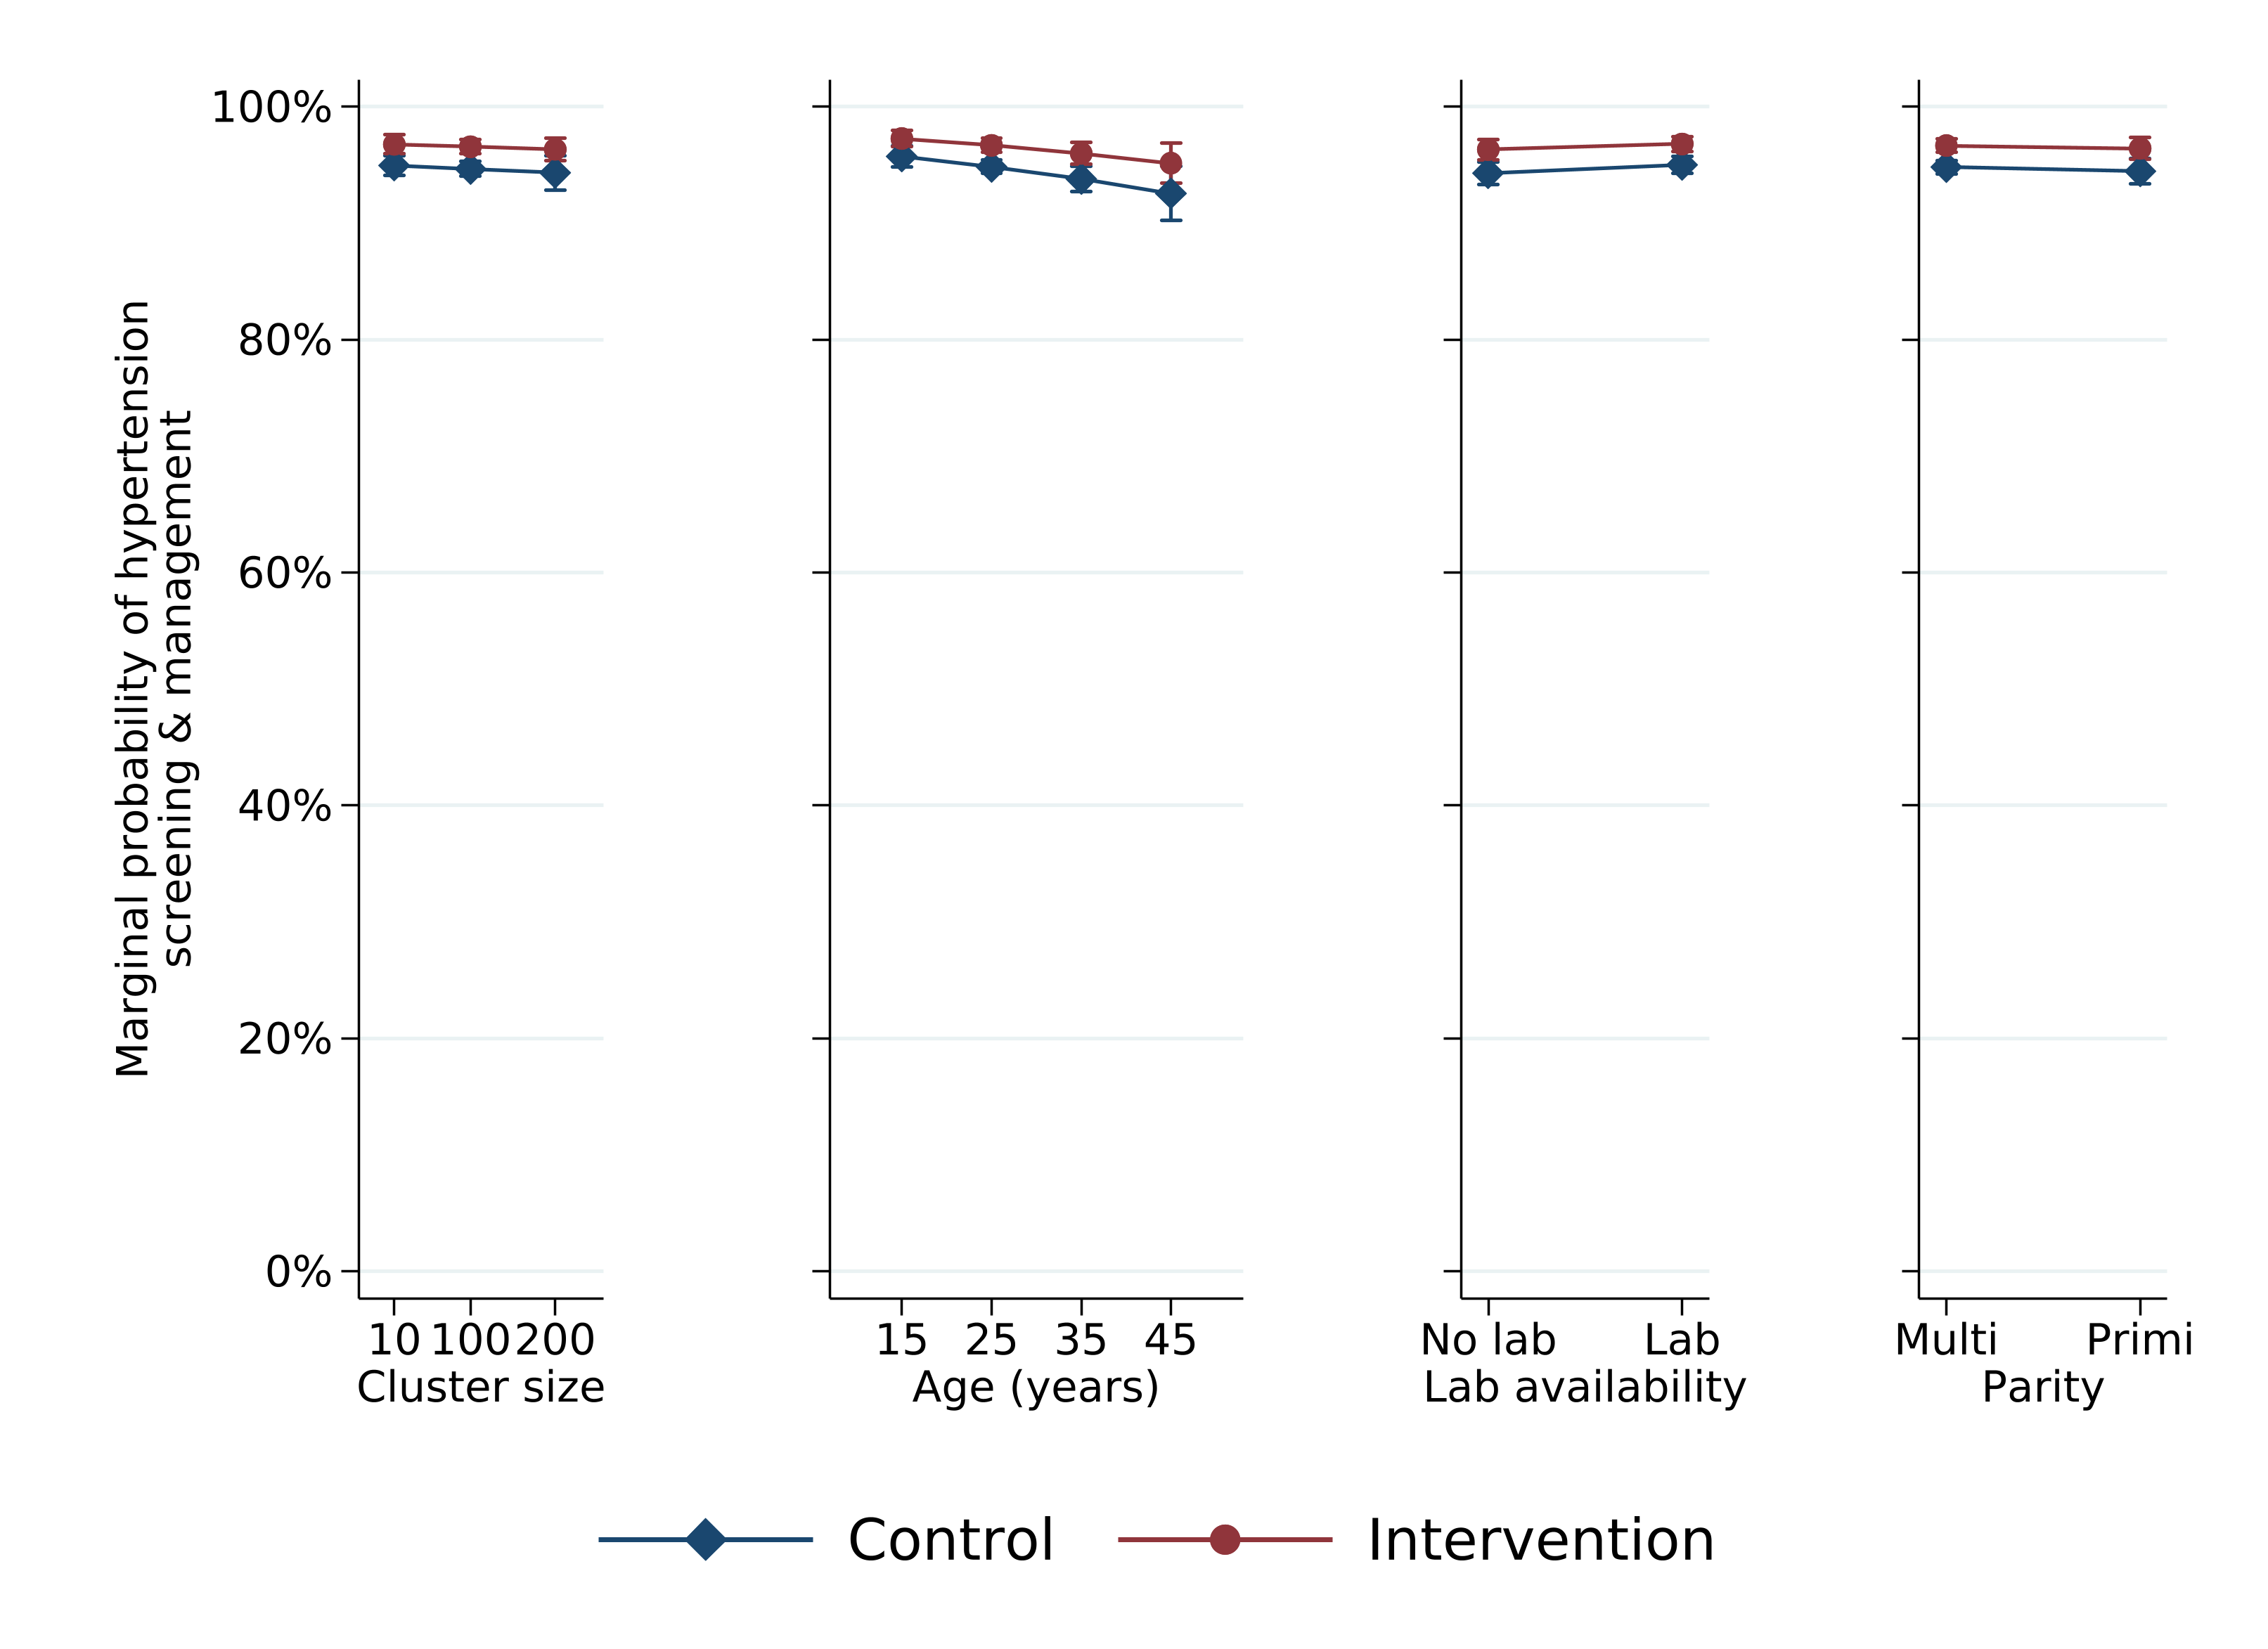 Marginal probability of hypertension
screening & management
100%
80%
60%
40%
20%
0%
10 100 200
Cluster size
15 25 35 45
Age (years)
No lab Lab
Lab availability
Multi Primi
Parity
Control Intervention